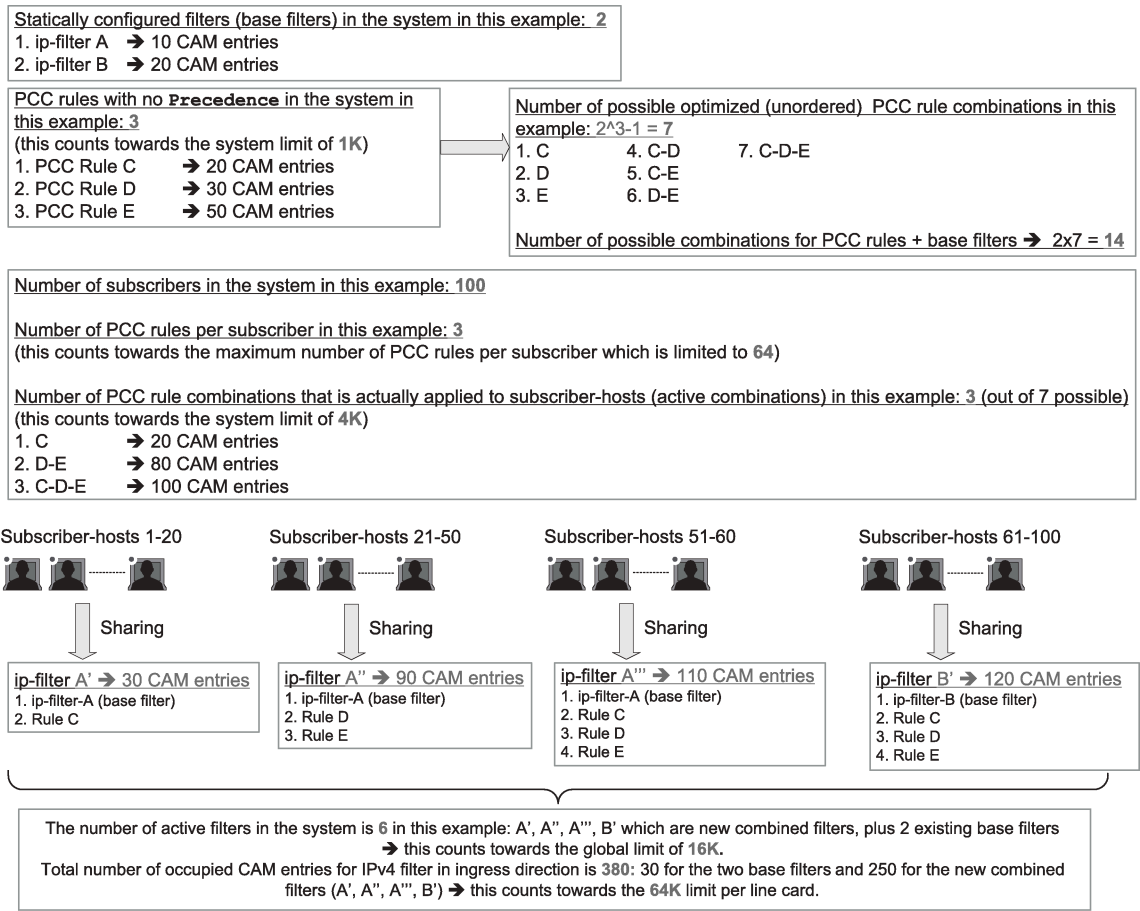 Statically configured filters (base filters) in the system in this example: 2
1. ip-filter A ➔ 10 CAM entries
2. ip-filter B ➔ 20 CAM entries
PCC rules with no Precedence in the system in
this example: 3
(this counts towards the system limit of 1K)
1. PCC Rule C ➔ 20 CAM entries
2. PCC Rule D ➔ 30 CAM entries
3. PCC Rule E ➔ 50 CAM entries
Number of possible optimized (unordered) PCC rule combinations in this
example: 2^3-1 = 7
1. C 4. C-D 7. C-D-E
2. D 5. C-E
3. E 6. D-E
Number of possible combinations for PCC rules + base filters ➔ 2x7 = 14
Number of subscribers in the system in this example: 100
Number of PCC rules per subscriber in this example: 3
(this counts towards the maximum number of PCC rules per subscriber which is limited to 64)
Number of PCC rule combinations that is actually applied to subscriber-hosts (active combinations) in this example: 3 (out of 7 possible)
(this counts towards the system limit of 4K)
1. C ➔ 20 CAM entries
2. D-E ➔ 80 CAM entries
3. C-D-E ➔ 100 CAM entries
Subscriber-hosts 1-20
Sharing
ip-filter A’ ➔ 30 CAM entries
1. ip-filter-A (base filter)
2. Rule C
Subscriber-hosts 21-50
Sharing
ip-filter A’’ ➔ 90 CAM entries
1. ip-filter-A (base filter)
2. Rule D
3. Rule E
Subscriber-hosts 51-60
Sharing
ip-filter A’’’ ➔ 110 CAM entries
1. ip-filter-A (base filter)
2. Rule C
3. Rule D
4. Rule E
Subscriber-hosts 61-100
Sharing
ip-filter B’ ➔ 120 CAM entries
1. ip-filter-B (base filter)
2. Rule C
3. Rule D
4. Rule E
The number of active filters in the system is 6 in this example: A’, A’’, A’’’, B’ which are new combined filters, plus 2 existing base filters
➔ this counts towards the global limit of 16K.
Total number of occupied CAM entries for IPv4 filter in ingress direction is 380: 30 for the two base filters and 250 for the new combined
filters (A’, A’’, A’’’, B’) ➔ this counts towards the 64K limit per line card.